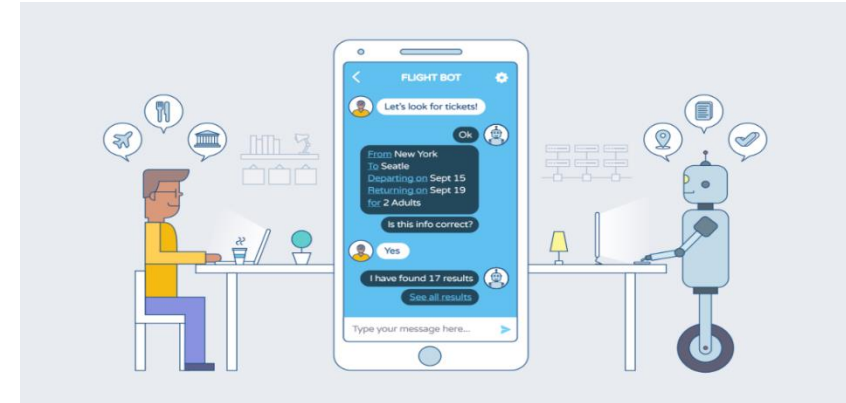 FLIGHT BOT
Let's look for tickets!
Ok
From New York
To Seatle
Departing on Sept 15
Returning on Sept 19
for 2 Adults
Is this info correct?
Yes
I have found 17 results
See all results
Type your message here...